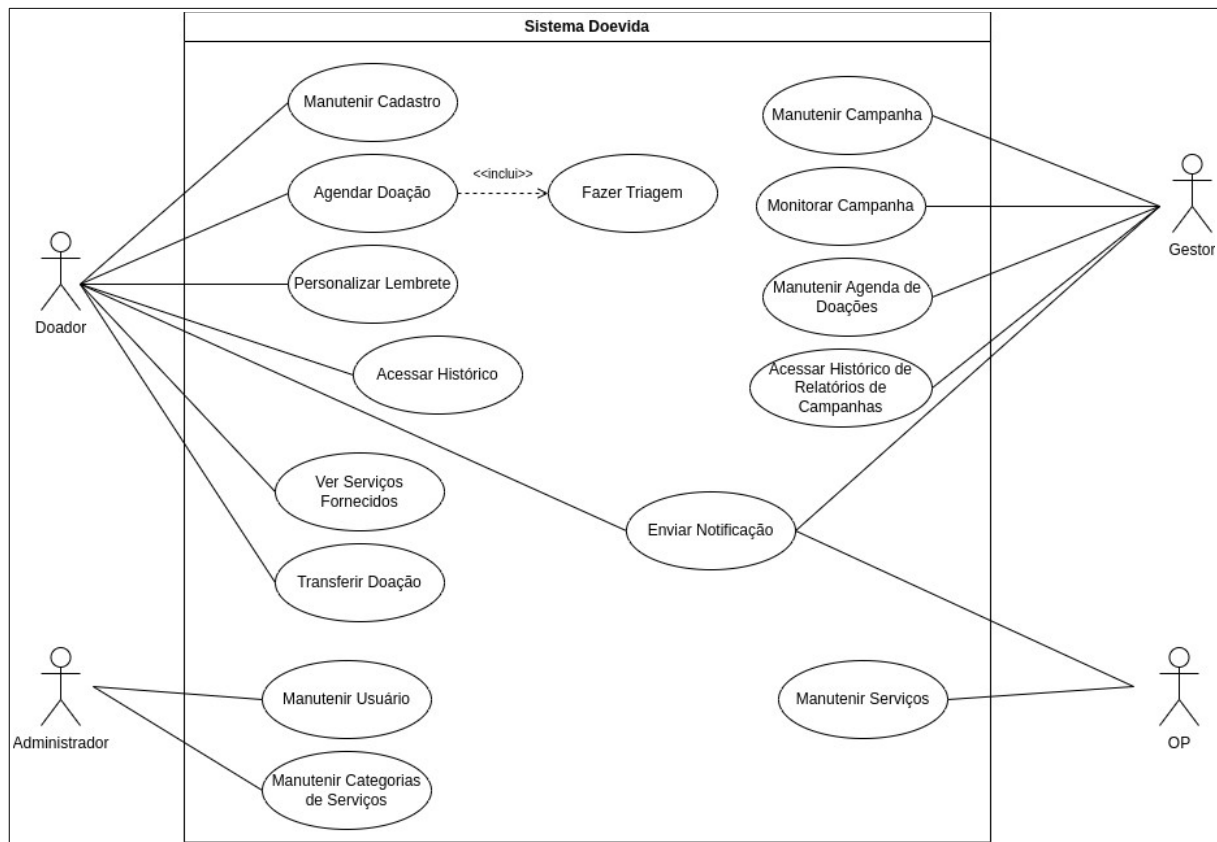 Sistema Doevida
Manutenir Cadastro
Agendar Doação
<<inclui>>
Fazer Triagem
Personalizar Lembrete
Acessar Histórico
Ver Serviços
Fornecidos
Transferir Doação
Doador
Manutenir Campanha
Monitorar Campanha
Manutenir Agenda de
Doações
Acessar Histórico de
Relatórios de
Campanhas
Gestor
Enviar Notificação
Manutenir Usuário
Manutenir Categorias
de Serviços
Administrador
Manutenir Serviços
OP